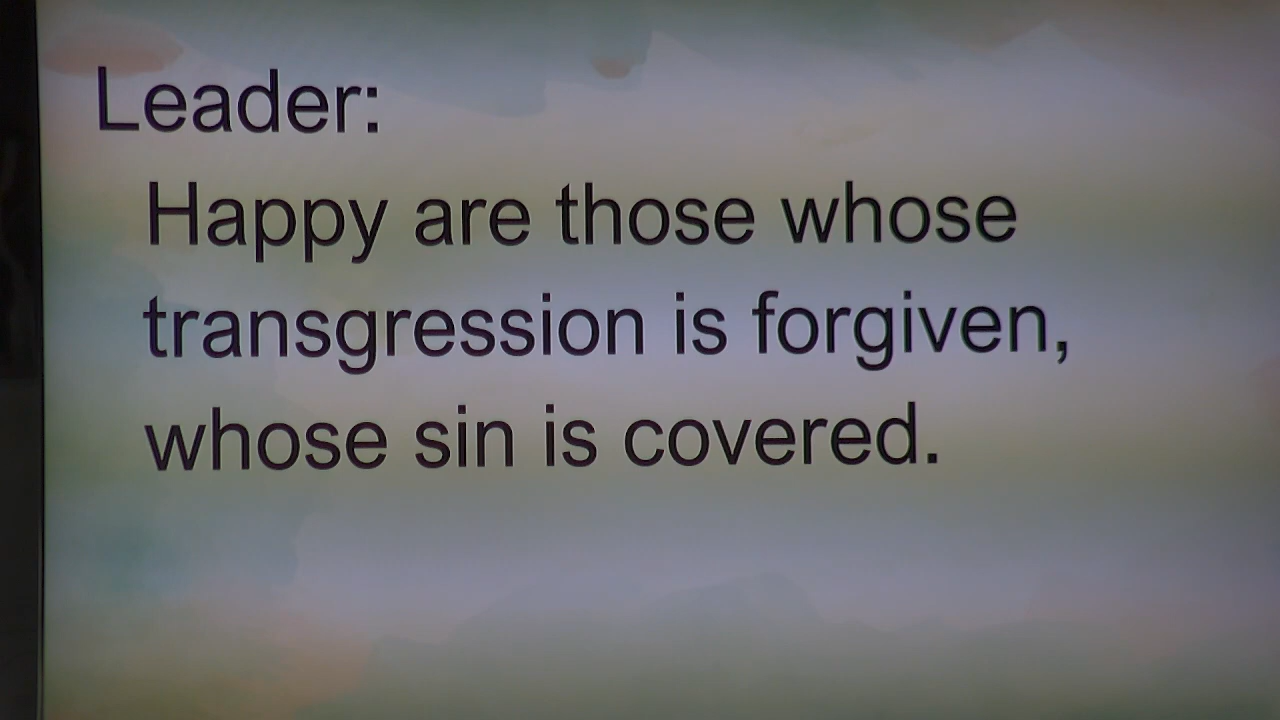 Leader:
Happy are those whose
transgression is forgiven,
whose sin is covered.